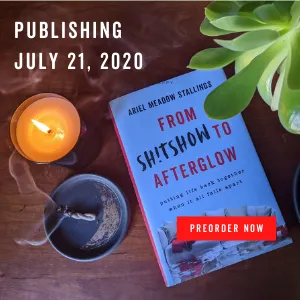 PUBLISHING
JULY 21, 2020
ARIEL MEADOW STALLINGS
FROM
SH!TSHOW TO
AFTERGLOW
putting life back together
when it all falls apart
PREORDER NOW